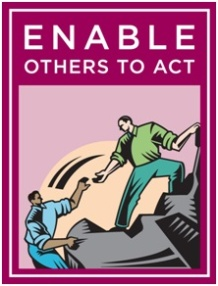 ENABLE
OTHERS TO ACT